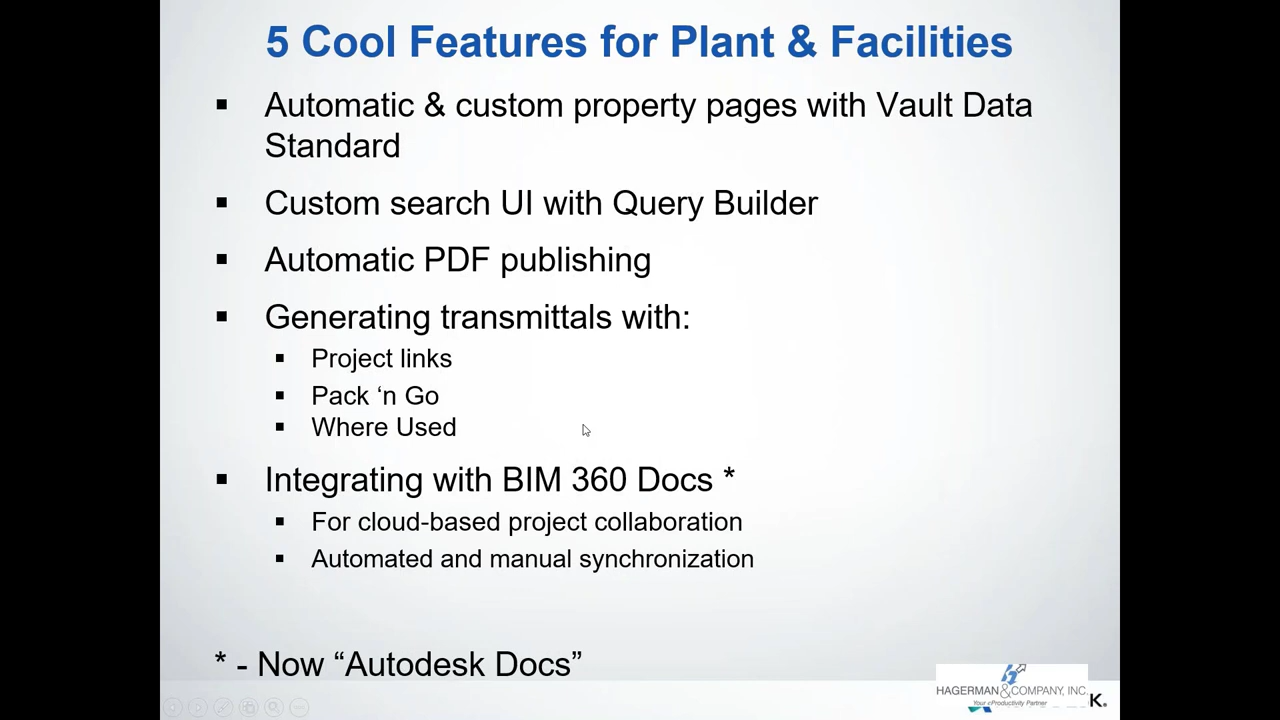 5 Cool Features for Plant & Facilities
▪ Automatic & custom property pages with Vault Data
Standard
▪ Custom search UI with Query Builder
▪ Automatic PDF publishing
▪ Generating transmittals with:
▪ Project links
▪ Pack ‘n Go
▪ Where Used
▪ Integrating with BIM 360 Docs *
▪ For cloud-based project collaboration
▪ Automated and manual synchronization
* - Now “Autodesk Docs”
HAGERMAN & COMPANY, INC.
Your eProductivity Partner
K.